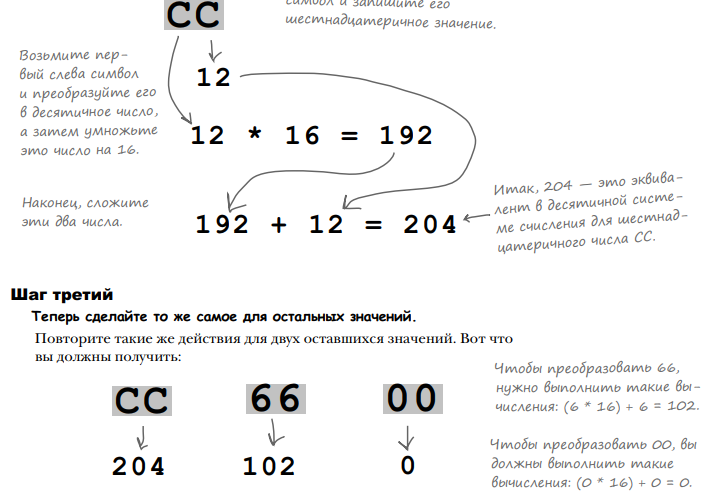 CC
символ и запишите его
шестнадцатеричное значение.
Возьмите пер-
вый слева символ
и преобразуйте его
в десятичное число,
а затем умножьте
это число на 16.
12
12 * 16 = 192
Наконец, сложите
эти два числа.
192 + 12 = 204
Итак, 204 — это эквива-
лент в десятичной систе-
ме счисления для шестнад-
цатеричного числа CC.
Шаг третий
Теперь сделайте то же самое для остальных значений.
Повторите такие же действия для двух оставшихся значений. Вот что
вы должны получить:
CC 66 00
204 102 0
Чтобы преобразовать 66,
нужно выполнить такие вы-
числения: (6 * 16) + 6 = 102.
Чтобы преобразовать 00, вы
должны выполнить такие
вычисления: (0 * 16) + 0 = 0.